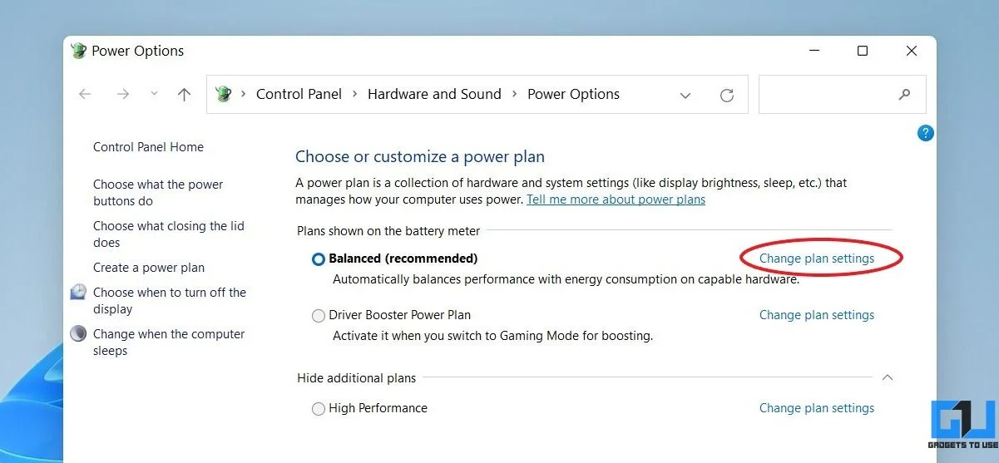 Power Options
Control Panel > Hardware and Sound > Power Options
?
Control Panel Home
Choose what the power
buttons do
Choose what closing the lid
does
Create a power plan
Choose when to turn off the
display
Change when the computer
sleeps
Choose or customize a power plan
A power plan is a collection of hardware and system settings (like display brightness, sleep, etc.) that
manages how your computer uses power. Tell me more about power plans
Plans shown on the battery meter
Balanced (recommended) Change plan settings
Automatically balances performance with energy consumption on capable hardware.
Driver Booster Power Plan Change plan settings
Activate it when you switch to Gaming Mode for boosting.
Hide additional plans
High Performance Change plan settings
GADGETS TO USE